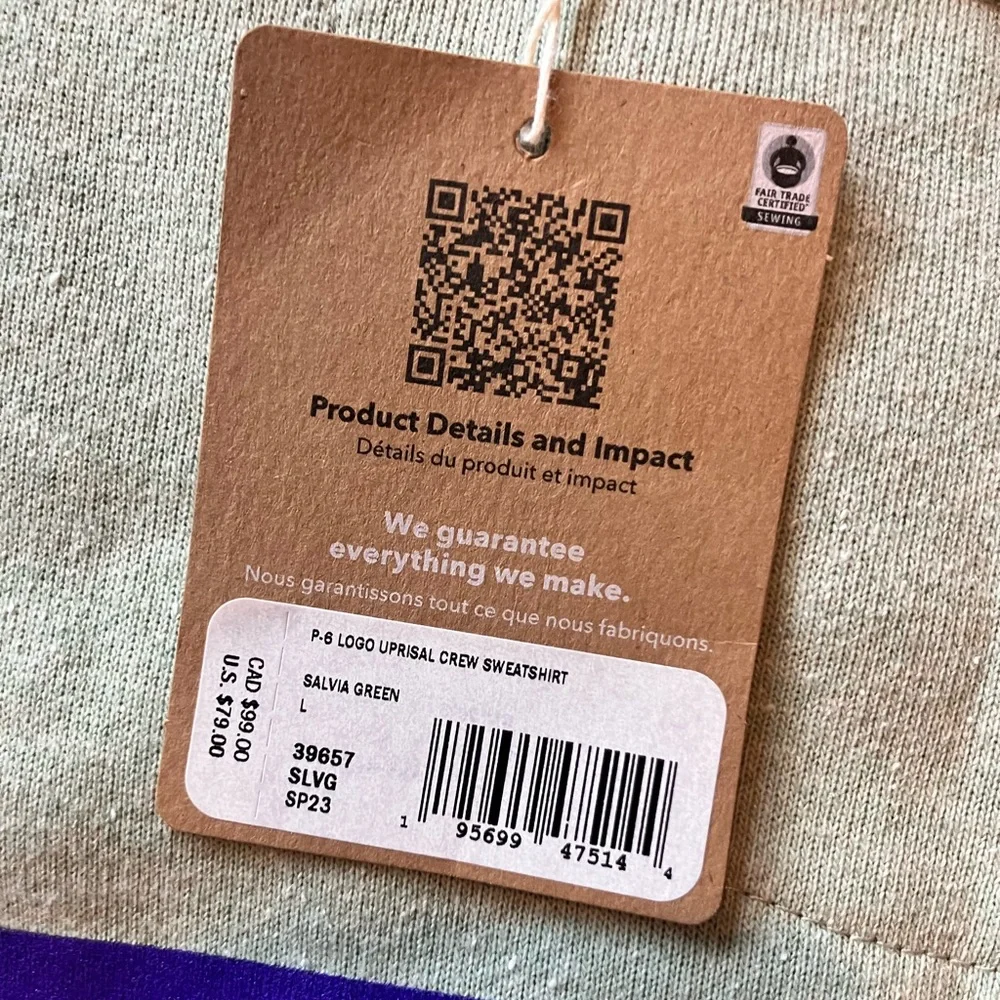 FAIR TRADE
CERTIFIED
SEWING
Product Details and Impact
Détails du produit et impact
We guarantee
everything we make.
Nous garantissons tout ce que nous fabriquons.
CAD $99.00
U.S. $79.00
P-6 LOGO UPRISAL CREW SWEATSHIRT
SALVIA GREEN
L
39657
SLVG
SP23
1 95699 47514 4